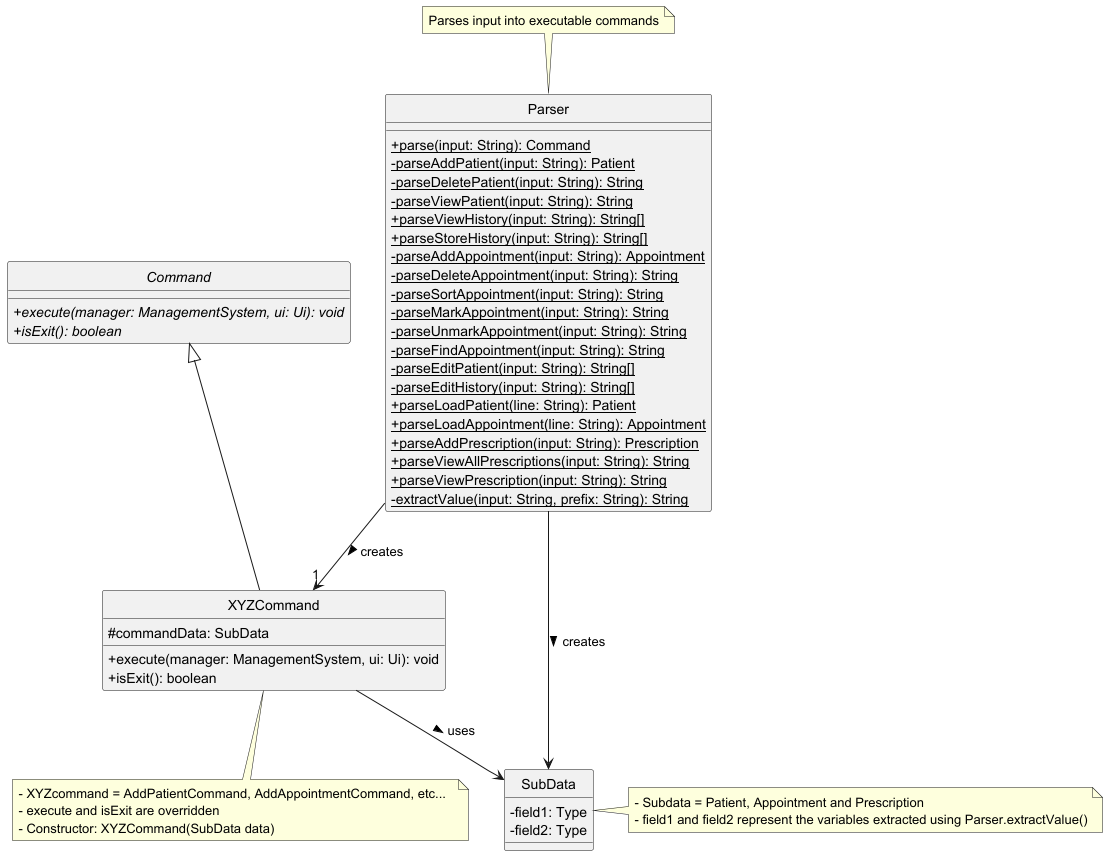 Parses input into executable commands
Parser
+parse(input: String): Command
-parseAddPatient(input: String): Patient
-parseDeletePatient(input: String): String
-parseViewPatient(input: String): String
+parseViewHistory(input: String): String[]
+parseStoreHistory(input: String): String[]
-parseAddAppointment(input: String): Appointment
-parseDeleteAppointment(input: String): String
-parseSortAppointment(input: String): String
-parseMarkAppointment(input: String): String
-parseUnmarkAppointment(input: String): String
-parseFindAppointment(input: String): String
-parseEditPatient(input: String): String[]
-parseEditHistory(input: String): String[]
+parseLoadPatient(line: String): Patient
+parseLoadAppointment(line: String): Appointment
+parseAddPrescription(input: String): Prescription
+parseViewAllPrescriptions(input: String): String
+parseViewPrescription(input: String): String
-extractValue(input: String, prefix: String): String
Command
+execute(manager: ManagementSystem, ui: Ui): void
+isExit(): boolean
creates
1
XYZCommand
#commandData: SubData
+execute(manager: ManagementSystem, ui: Ui): void
+isExit(): boolean
creates
uses
- XYZcommand = AddPatientCommand, AddAppointmentCommand, etc...
- execute and isExit are overridden
- Constructor: XYZCommand(SubData data)
SubData
-field1: Type
-field2: Type
- Subdata = Patient, Appointment and Prescription
- field1 and field2 represent the variables extracted using Parser.extractValue()